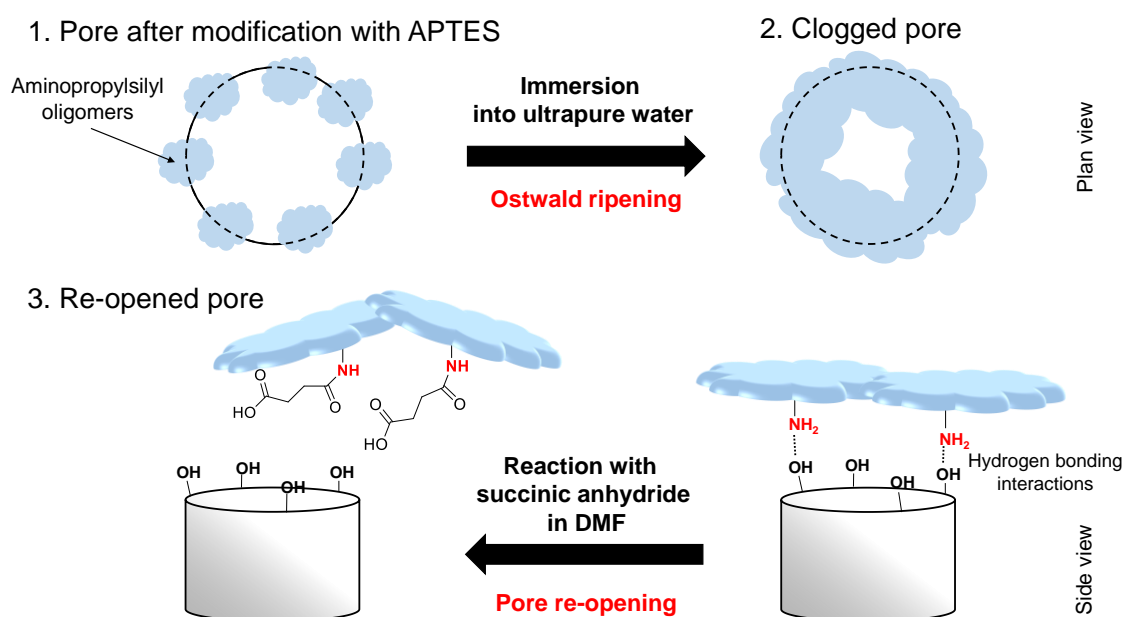 1. Pore after modification with APTES
2. Clogged pore
Aminopropylsilyl
oligomers
Immersion
into ultrapure water
Ostwald ripening
Plan view
3. Re-opened pore
NH
O
HO
O
NH
O
HO
O
NH2
NH2
OH
OH
OH
OH
Reaction with
succinic anhydride
in DMF
Pore re-opening
OH
OH
OH
OH
Hydrogen bonding
interactions
Side view